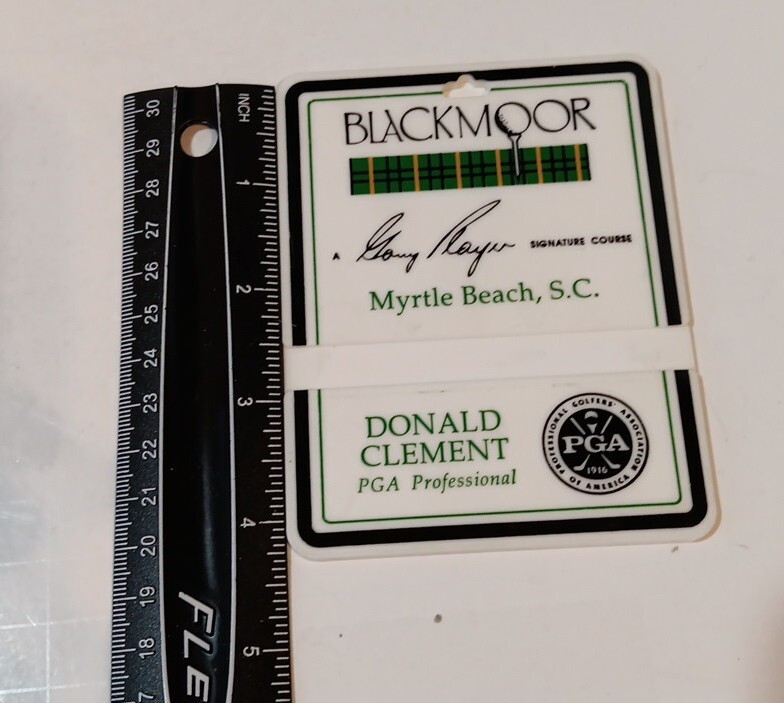 INCH
30
29
28
27
26
25
24
23
22
21
20
19
18
7
1
2
3
4
5
FLE
BLACKMOOR
A Gary Player SIGNATURE COURSE
Myrtle Beach, S.C.
DONALD
CLEMENT
PGA Professional
PROFESSIONAL GOLFERS' ASSOCIATION
PGA
1916
OF AMERICA